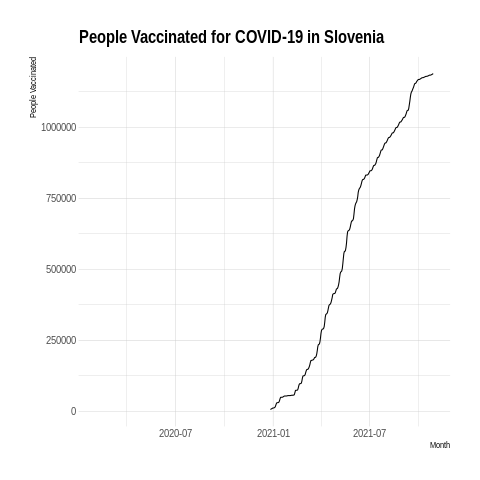 People Vaccinated for COVID-19 in Slovenia
People Vaccinated
1000000
750000
500000
250000
0
2020-07
2021-01
2021-07
Month